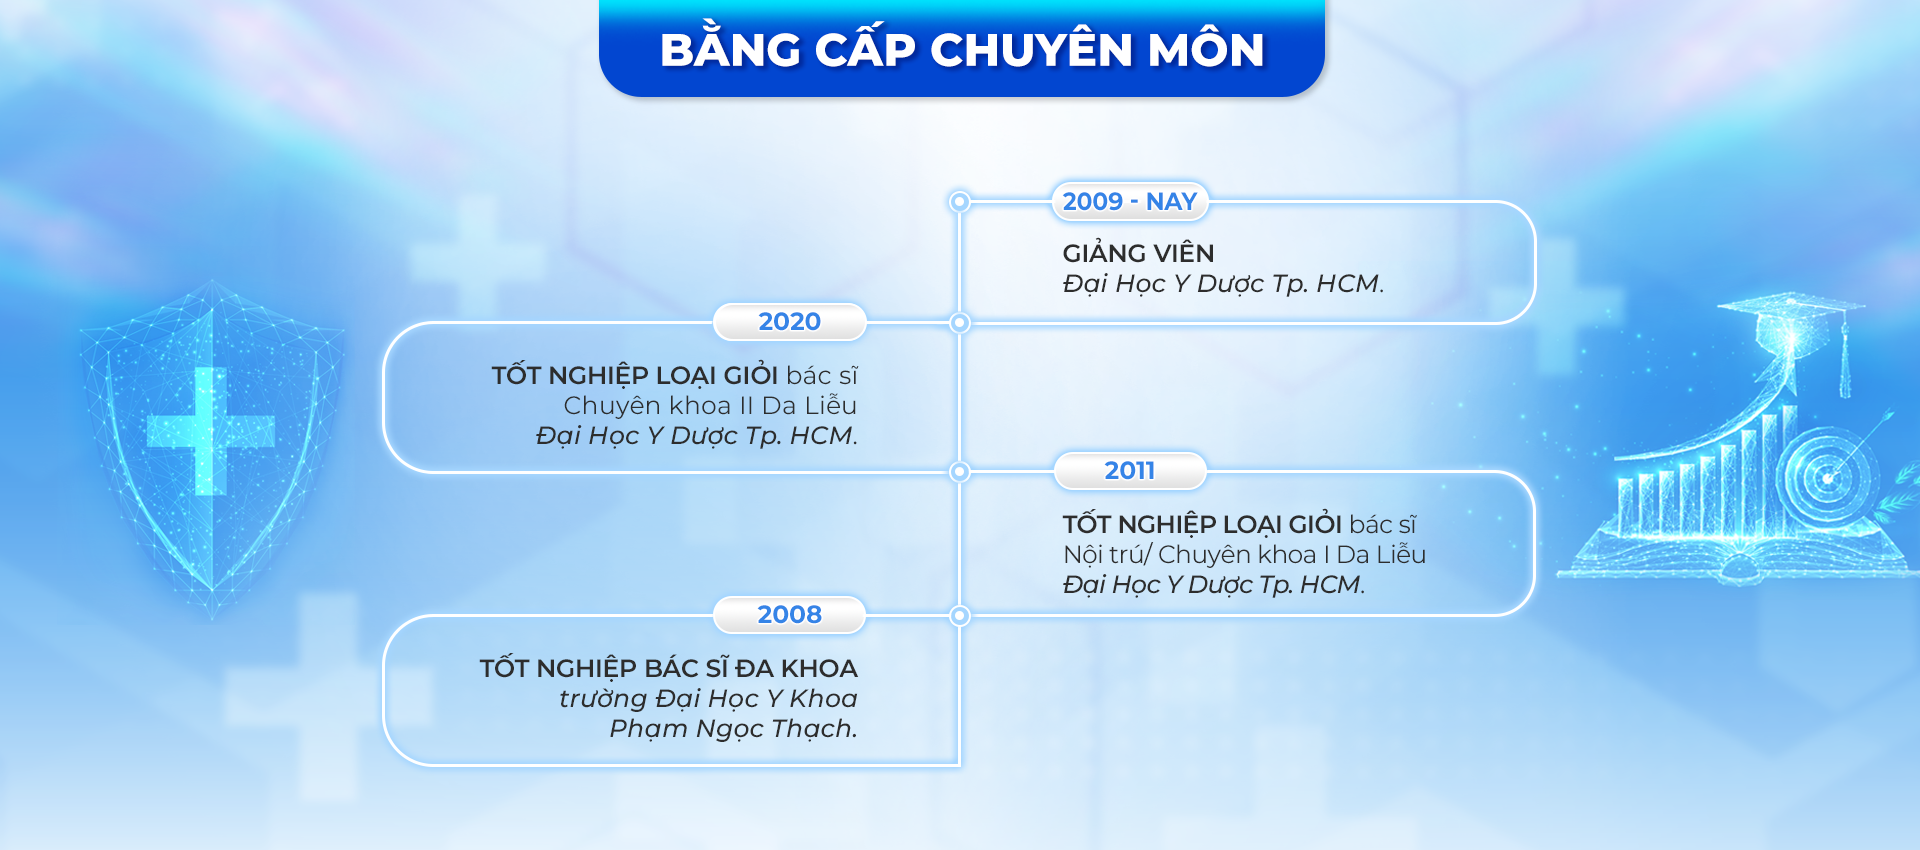 BẰNG CẤP CHUYÊN MÔN
2009 - NAY
GIẢNG VIÊN
Đại Học Y Dược Tp. HCM.
2020
TỐT NGHIỆP LOẠI GIỎI bác sĩ
Chuyên khoa II Da Liễu
Đại Học Y Dược Tp. HCM.
2011
TỐT NGHIỆP LOẠI GIỎI bác sĩ
Nội trú/ Chuyên khoa I Da Liễu
Đại Học Y Dược Tp. HCM.
2008
TỐT NGHIỆP BÁC SĨ ĐA KHOA
trường Đại Học Y Khoa
Phạm Ngọc Thạch.